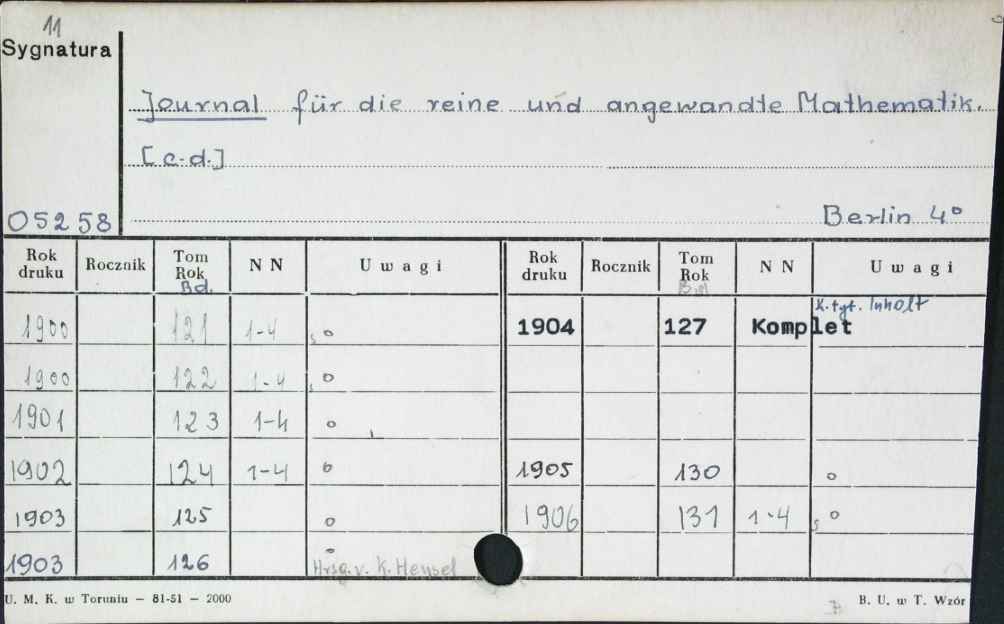 11
Sygnatura
Journal für die reine und angewandte Mathematik.
[c.d.]
05258
Berlin 4°
Rok druku Rocznik Tom Rok Bd. N N Uwagi Rok druku Rocznik Tom Rok N N Uwagi
K.tyt. Inhalt
1900 121 1-4 s o 1904 127 Komplet
1900 122 1-4 s o
1901 123 1-4 o
1902 124 1-4 o 1905 130 o
1903 125 o 1906 131 1-4 s o
1903 126 o Hrsg. v. K. Hensel
U. M. K. w Toruniu — 81-51 — 2000
B. U. w T. Wzór